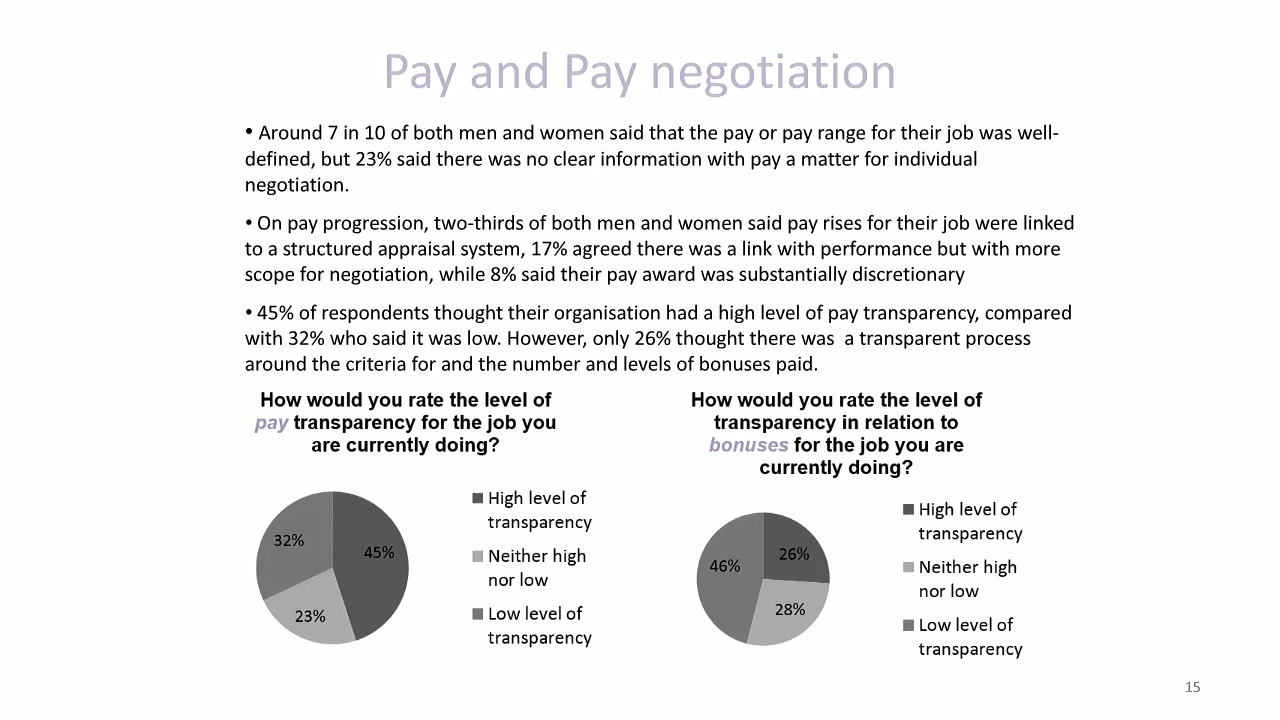 Pay and Pay negotiation
• Around 7 in 10 of both men and women said that the pay or pay range for their job was well-
defined, but 23% said there was no clear information with pay a matter for individual
negotiation.
• On pay progression, two-thirds of both men and women said pay rises for their job were linked
to a structured appraisal system, 17% agreed there was a link with performance but with more
scope for negotiation, while 8% said their pay award was substantially discretionary
• 45% of respondents thought their organisation had a high level of pay transparency, compared
with 32% who said it was low. However, only 26% thought there was  a transparent process
around the criteria for and the number and levels of bonuses paid.
How would you rate the level of
pay transparency for the job you
are currently doing?
32%
45%
23%
High level of
transparency
Neither high
nor low
Low level of
transparency
How would you rate the level of
transparency in relation to
bonuses for the job you are
currently doing?
46%
26%
28%
High level of
transparency
Neither high
nor low
Low level of
transparency
15